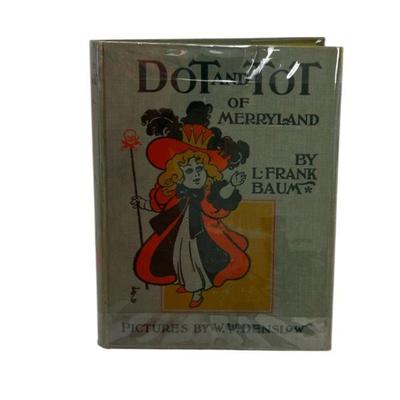 DOT AND TOT
OF
MERRYLAND
BY
L. FRANK
BAUM
PICTURES BY W.W. DENSLOW